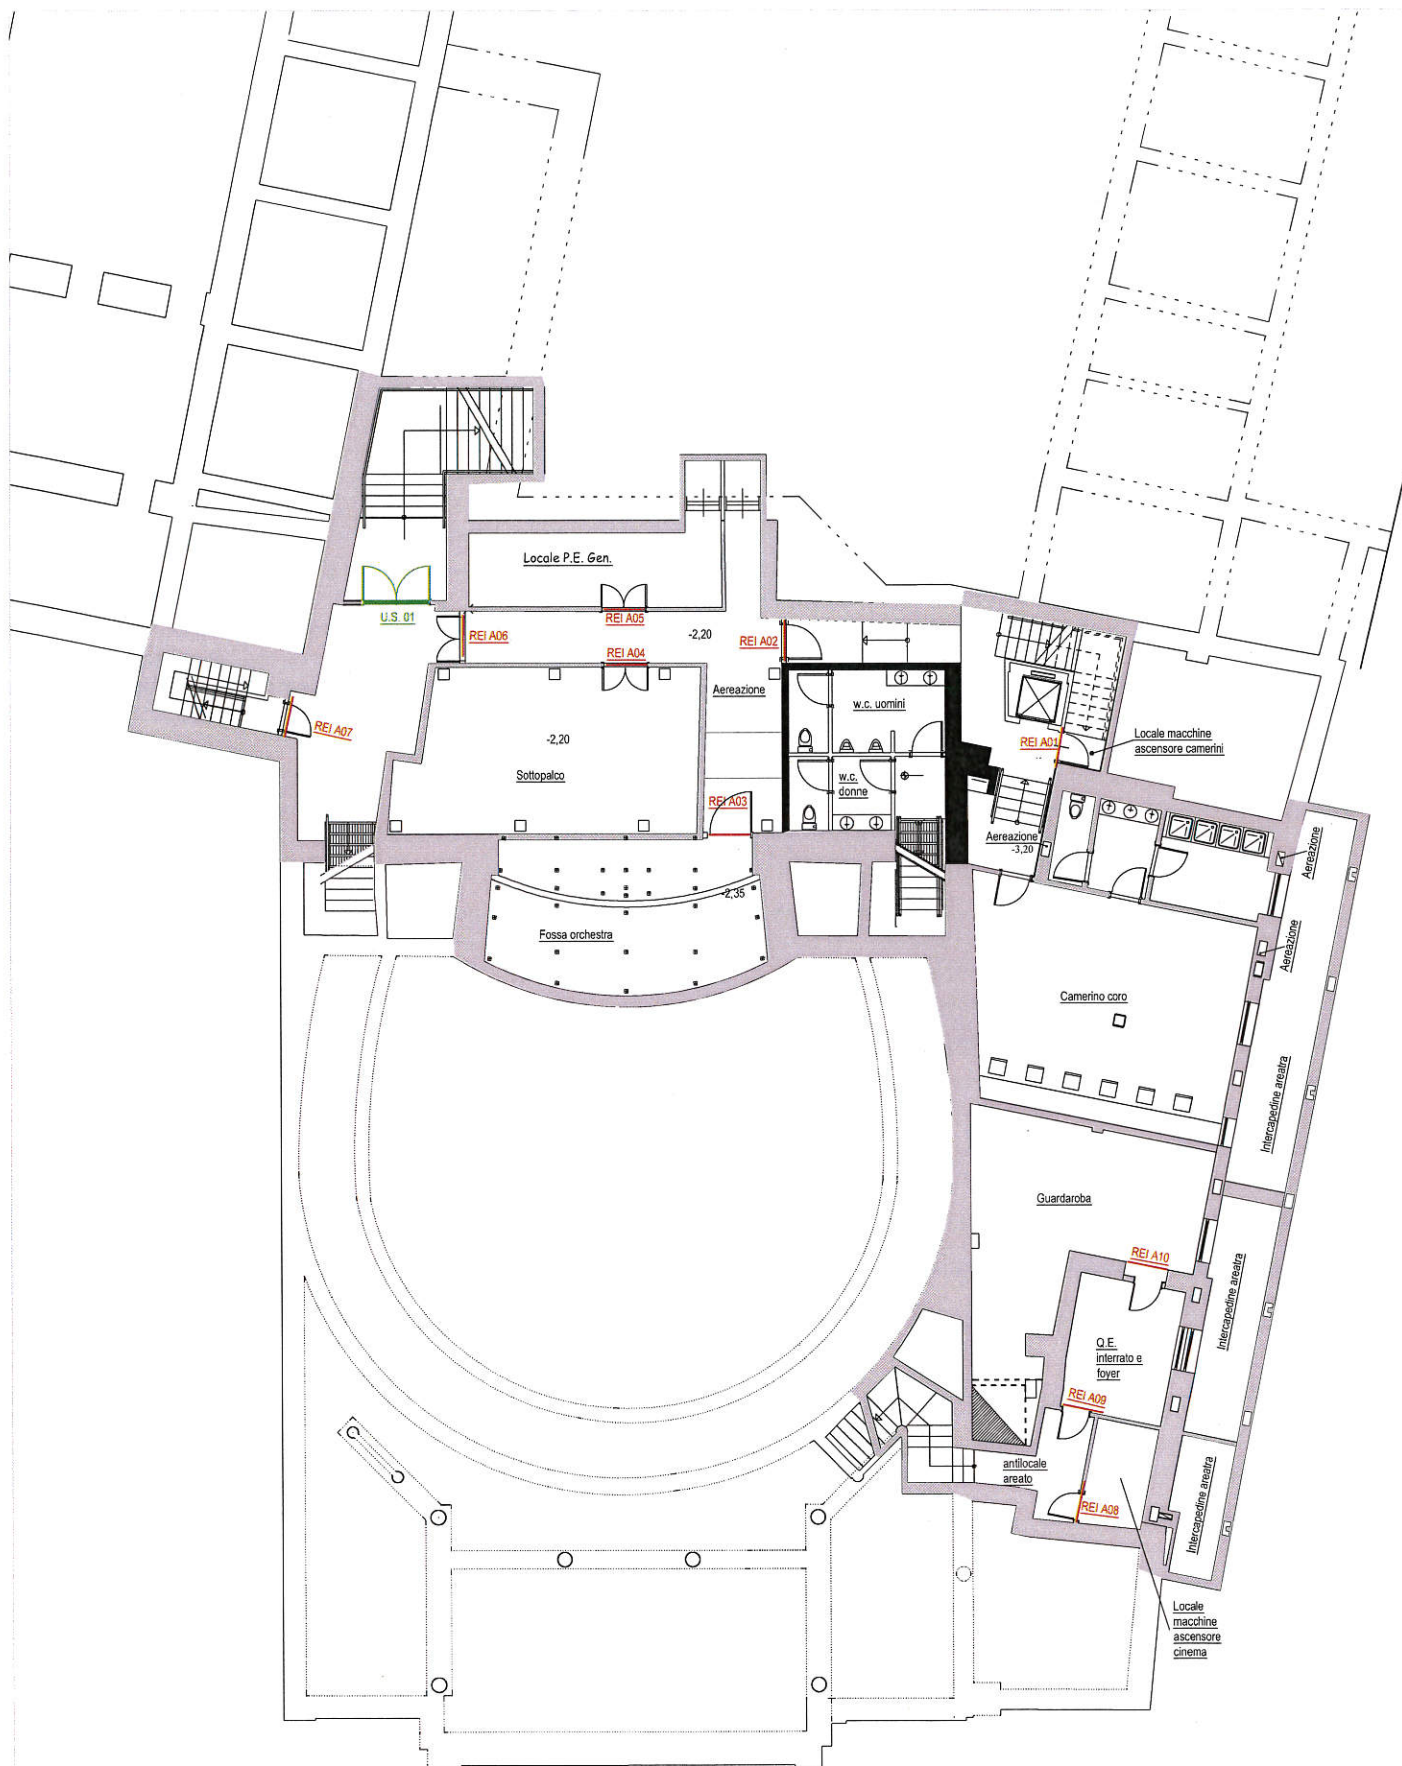 Locale P.E. Gen.
U.S. 01
REI A06
REI A05
-2,20
REI A02
REI A04
Aereazione
w.c. uomini
REI A07
-2,20
Sottopalco
REI A01
Locale macchine
ascensore camerini
w.c.
donne
REI A03
Aereazione
-3,20
Aereazione
-2,35
Fossa orchestra
Aereazione
Camerino coro
Intercapedine areatra
Guardaroba
REI A10
Intercapedine areatra
Q.E.
interrato e
foyer
REI A09
antilocale
areato
REI A08
Intercapedine areatra
Locale
macchine
ascensore
cinema